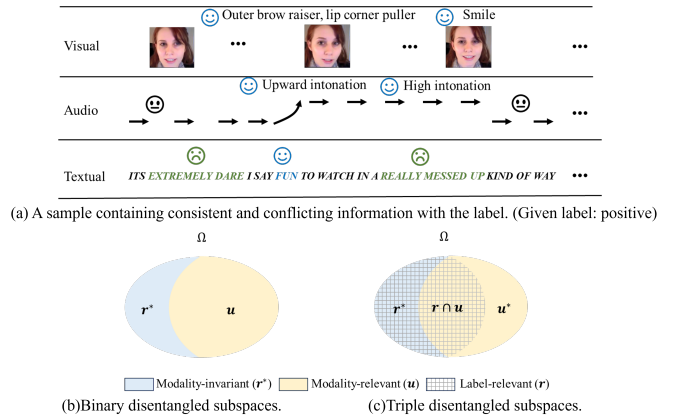 Outer brow raiser, lip corner puller
Smile
Visual
•••
•••
•••
Upward intonation
High intonation
Audio
•••
Textual
ITS EXTREMELY DARE I SAY FUN TO WATCH IN A REALLY MESSED UP KIND OF WAY
•••
(a) A sample containing consistent and conflicting information with the label. (Given label: positive)
Ω
Ω
r*
u
r*
r ∩ u
u*
Modality-invariant (r*)
Modality-relevant (u)
Label-relevant (r)
(b)Binary disentangled subspaces.
(c)Triple disentangled subspaces.